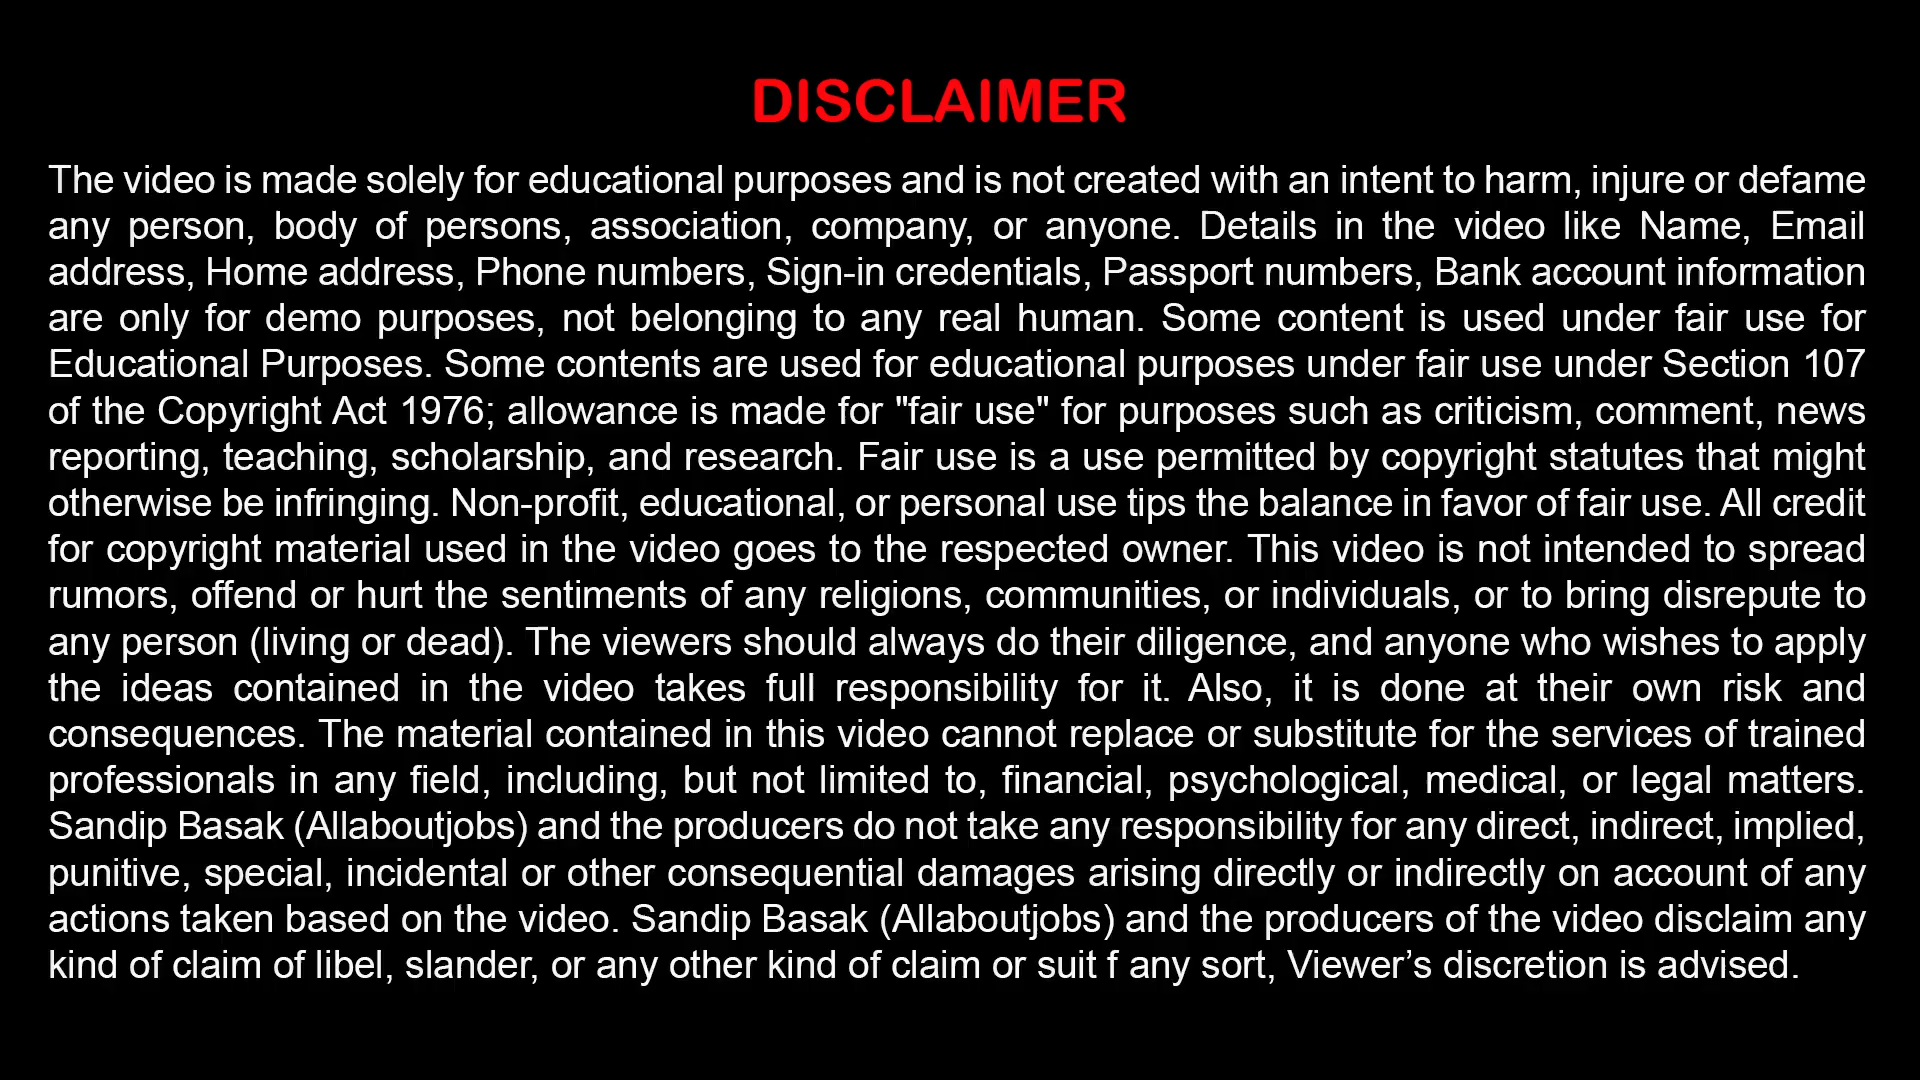 DISCLAIMER
The video is made solely for educational purposes and is not created with an intent to harm, injure or defame
any person, body of persons, association, company, or anyone. Details in the video like Name, Email
address, Home address, Phone numbers, Sign-in credentials, Passport numbers, Bank account information
are only for demo purposes, not belonging to any real human. Some content is used under fair use for
Educational Purposes. Some contents are used for educational purposes under fair use under Section 107
of the Copyright Act 1976; allowance is made for "fair use" for purposes such as criticism, comment, news
reporting, teaching, scholarship, and research. Fair use is a use permitted by copyright statutes that might
otherwise be infringing. Non-profit, educational, or personal use tips the balance in favor of fair use. All credit
for copyright material used in the video goes to the respected owner. This video is not intended to spread
rumors, offend or hurt the sentiments of any religions, communities, or individuals, or to bring disrepute to
any person (living or dead). The viewers should always do their diligence, and anyone who wishes to apply
the ideas contained in the video takes full responsibility for it. Also, it is done at their own risk and
consequences. The material contained in this video cannot replace or substitute for the services of trained
professionals in any field, including, but not limited to, financial, psychological, medical, or legal matters.
Sandip Basak (Allaboutjobs) and the producers do not take any responsibility for any direct, indirect, implied,
punitive, special, incidental or other consequential damages arising directly or indirectly on account of any
actions taken based on the video. Sandip Basak (Allaboutjobs) and the producers of the video disclaim any
kind of claim of libel, slander, or any other kind of claim or suit f any sort, Viewer’s discretion is advised.